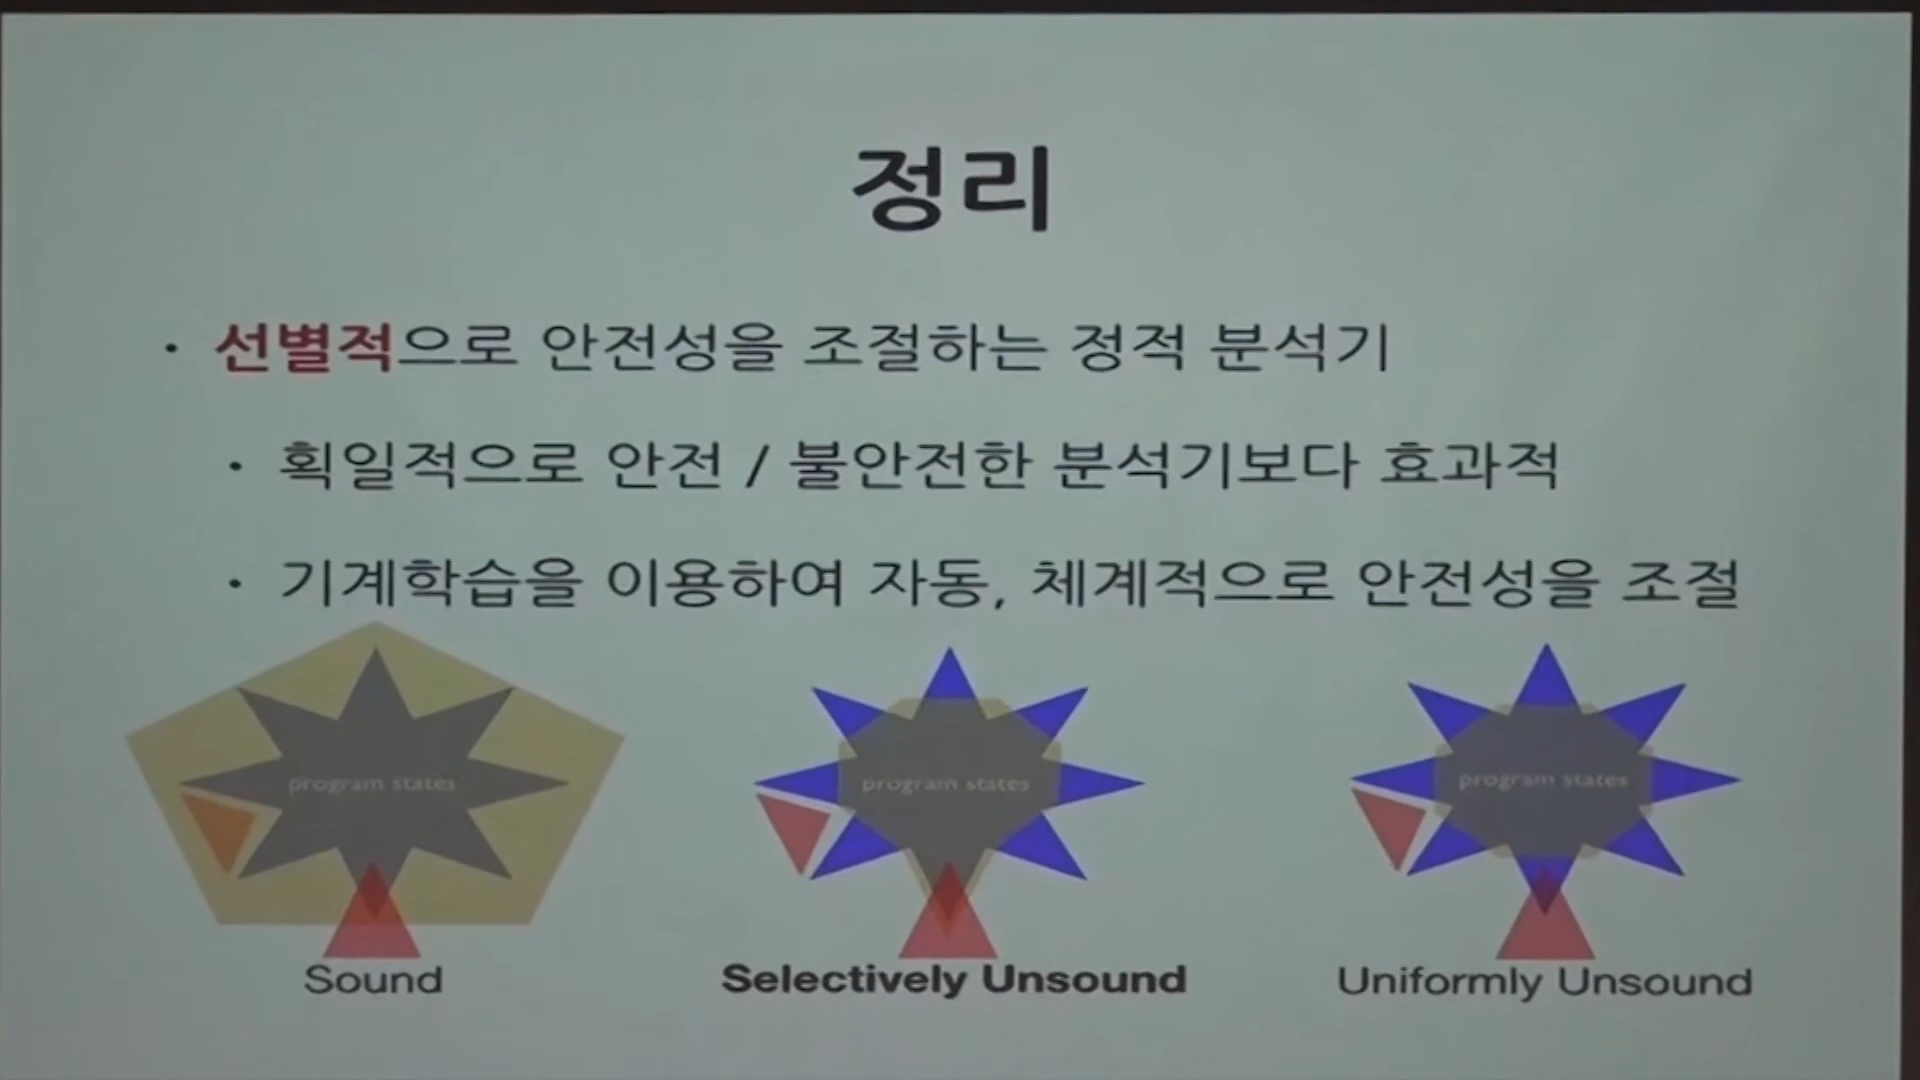 정리
• 선별적으로 안전성을 조절하는 정적 분석기
• 획일적으로 안전 / 불안전한 분석기보다 효과적
• 기계학습을 이용하여 자동, 체계적으로 안전성을 조절
program states
program states
program states
Sound
Selectively Unsound
Uniformly Unsound